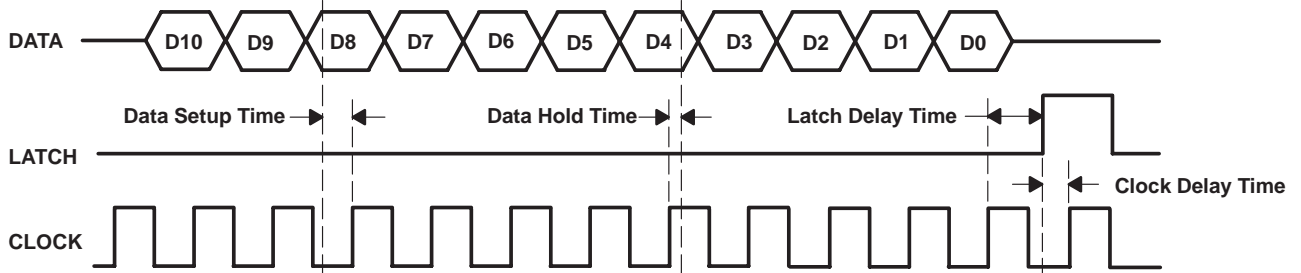 DATA D10 D9 D8 D7 D6 D5 D4 D3 D2 D1 D0
Data Setup Time Data Hold Time Latch Delay Time
LATCH
Clock Delay Time
CLOCK